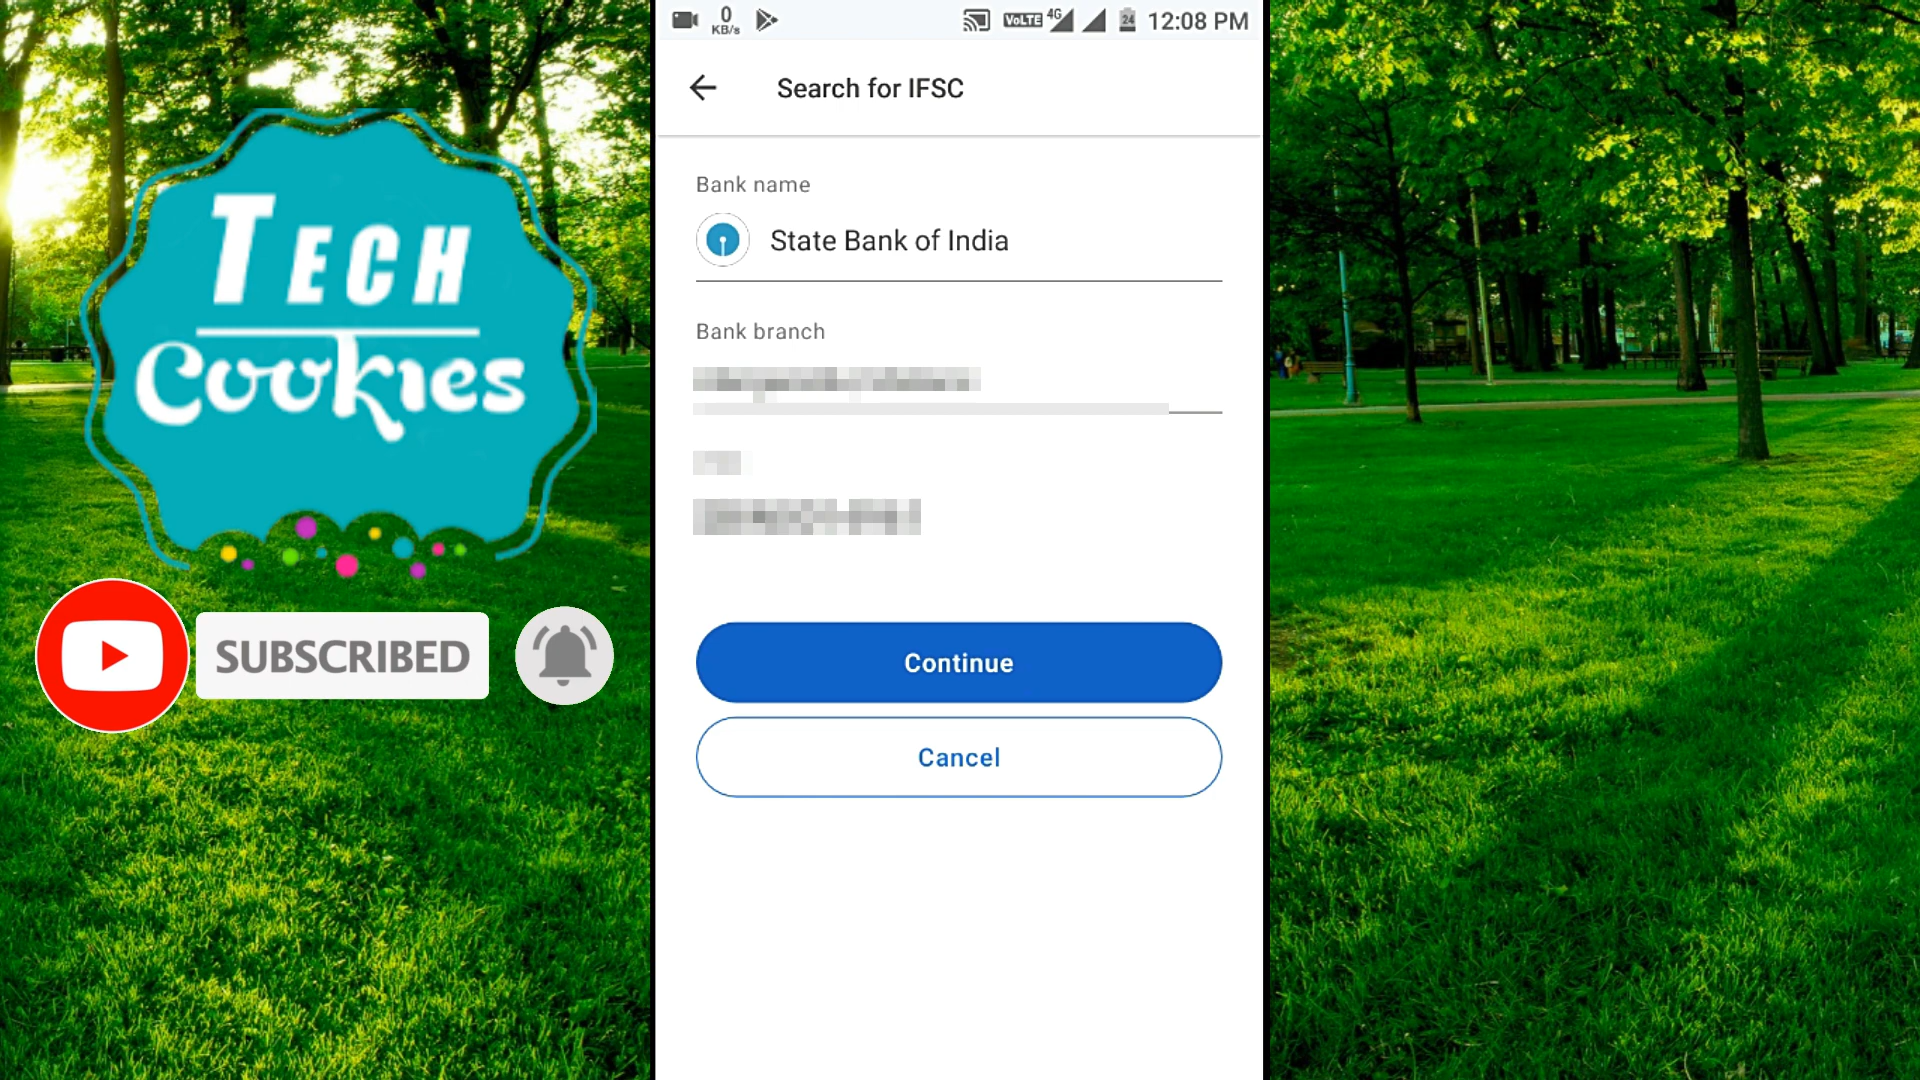 TECH
Cookies
SUBSCRIBED
0
KB/s
VoLTE 4G 24 12:08 PM
Search for IFSC
Bank name
State Bank of India
Bank branch
Continue
Cancel